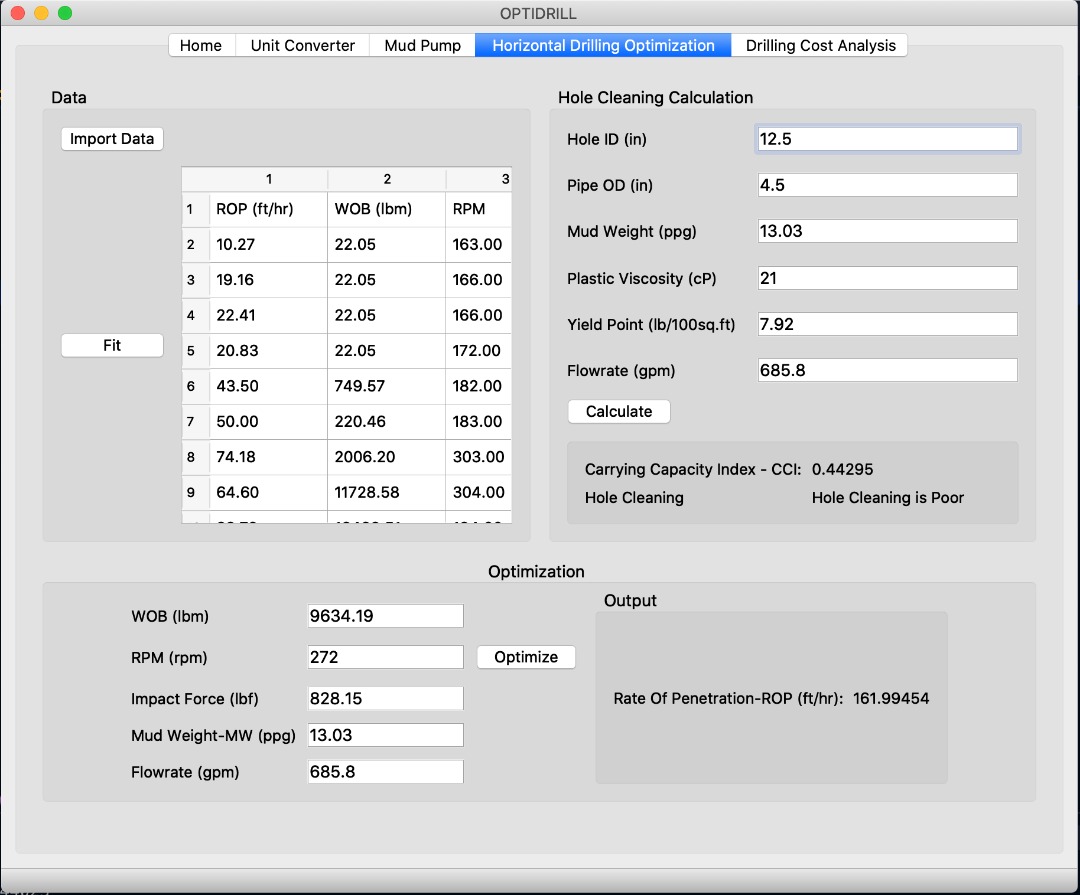 OPTIDRILL
Home Unit Converter Mud Pump Horizontal Drilling Optimization Drilling Cost Analysis
Data
Import Data
1 2 3
1 ROP (ft/hr) WOB (lbm) RPM
2 10.27 22.05 163.00
3 19.16 22.05 166.00
4 22.41 22.05 166.00
5 20.83 22.05 172.00
6 43.50 749.57 182.00
7 50.00 220.46 183.00
8 74.18 2006.20 303.00
9 64.60 11728.58 304.00
Fit
Hole Cleaning Calculation
Hole ID (in) 12.5
Pipe OD (in) 4.5
Mud Weight (ppg) 13.03
Plastic Viscosity (cP) 21
Yield Point (lb/100sq.ft) 7.92
Flowrate (gpm) 685.8
Calculate
Carrying Capacity Index - CCI: 0.44295
Hole Cleaning Hole Cleaning is Poor
Optimization
WOB (lbm) 9634.19
RPM (rpm) 272
Optimize
Impact Force (lbf) 828.15
Mud Weight-MW (ppg) 13.03
Flowrate (gpm) 685.8
Output
Rate Of Penetration-ROP (ft/hr): 161.99454